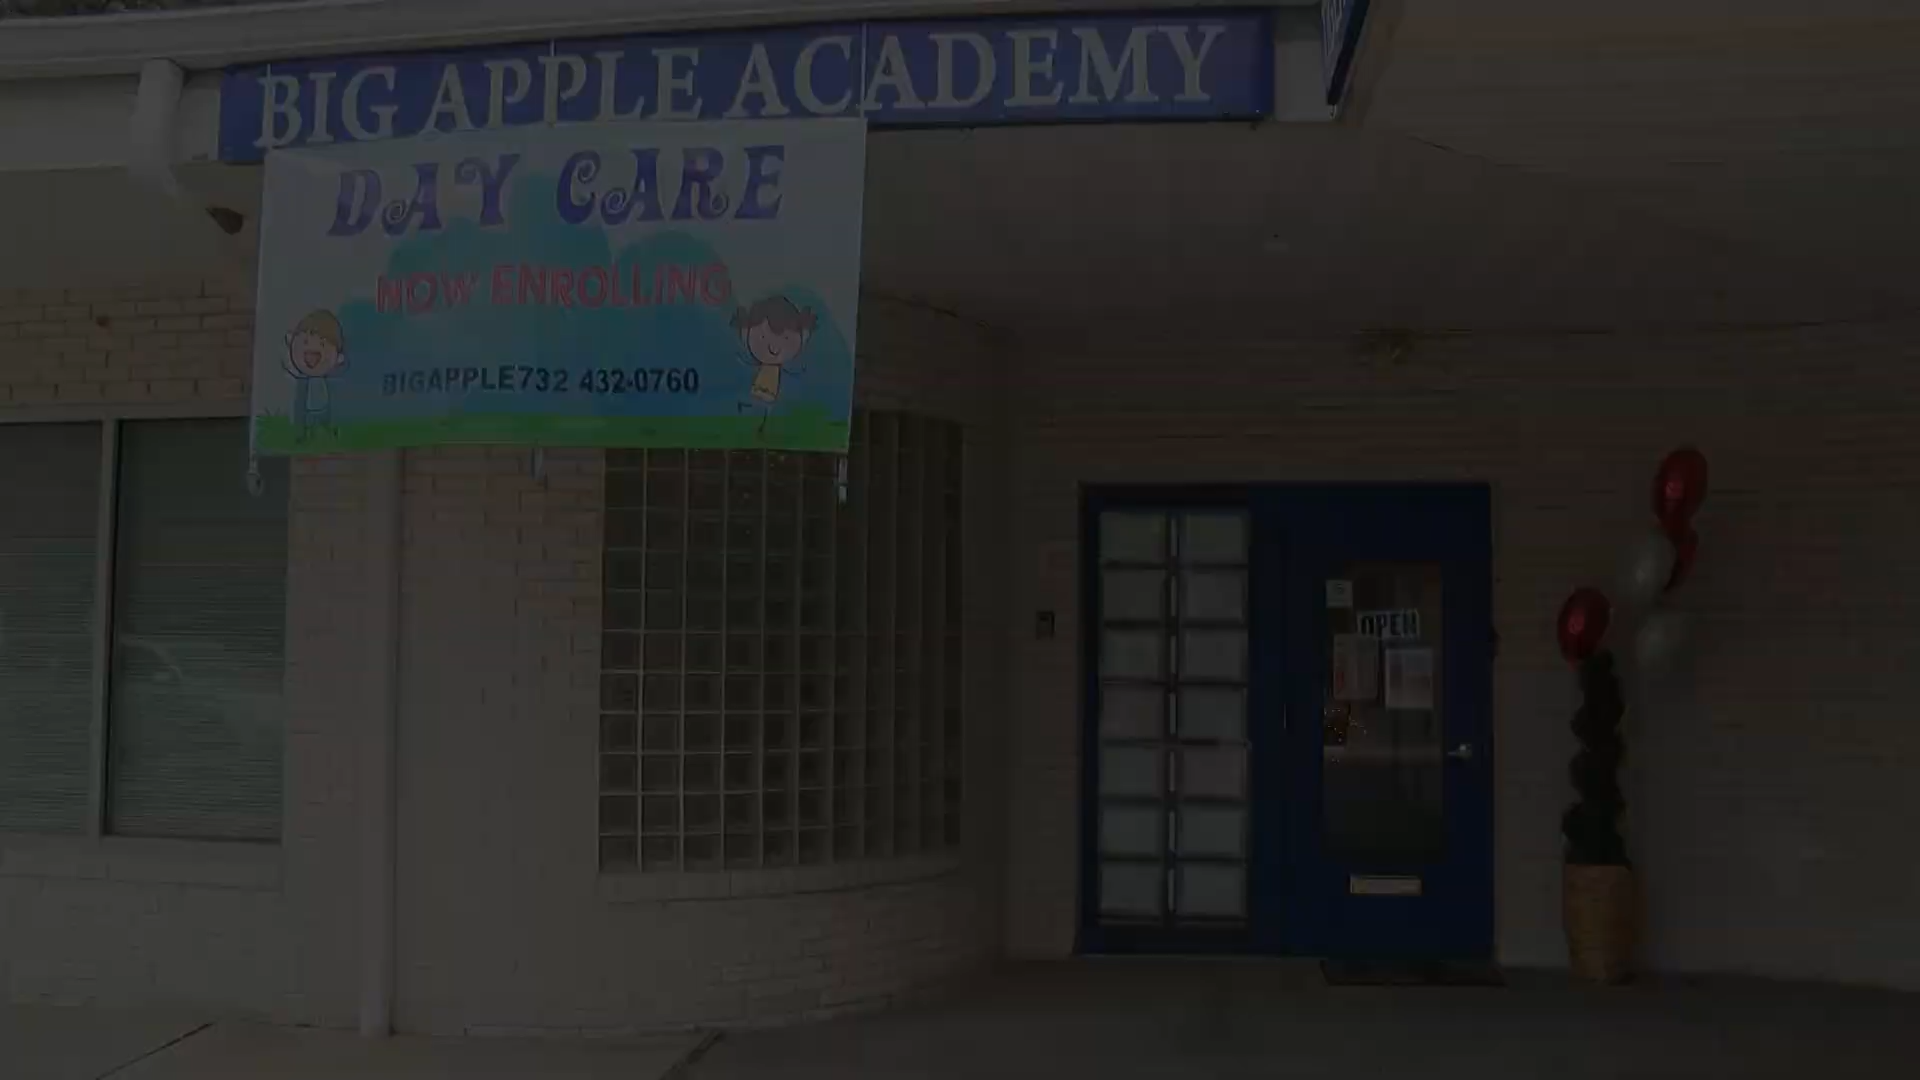 BIG APPLE ACADEMY
DAY CARE
NOW ENROLLING
BIGAPPLE732 432-0760
OPEN